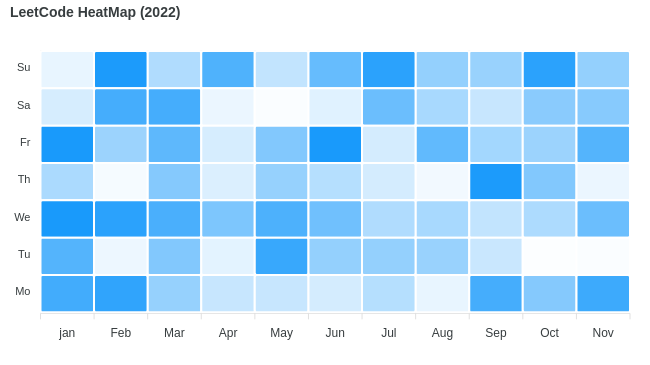 LeetCode HeatMap (2022)
Su
Sa
Fr
Th
We
Tu
Mo
jan Feb Mar Apr May Jun Jul Aug Sep Oct Nov